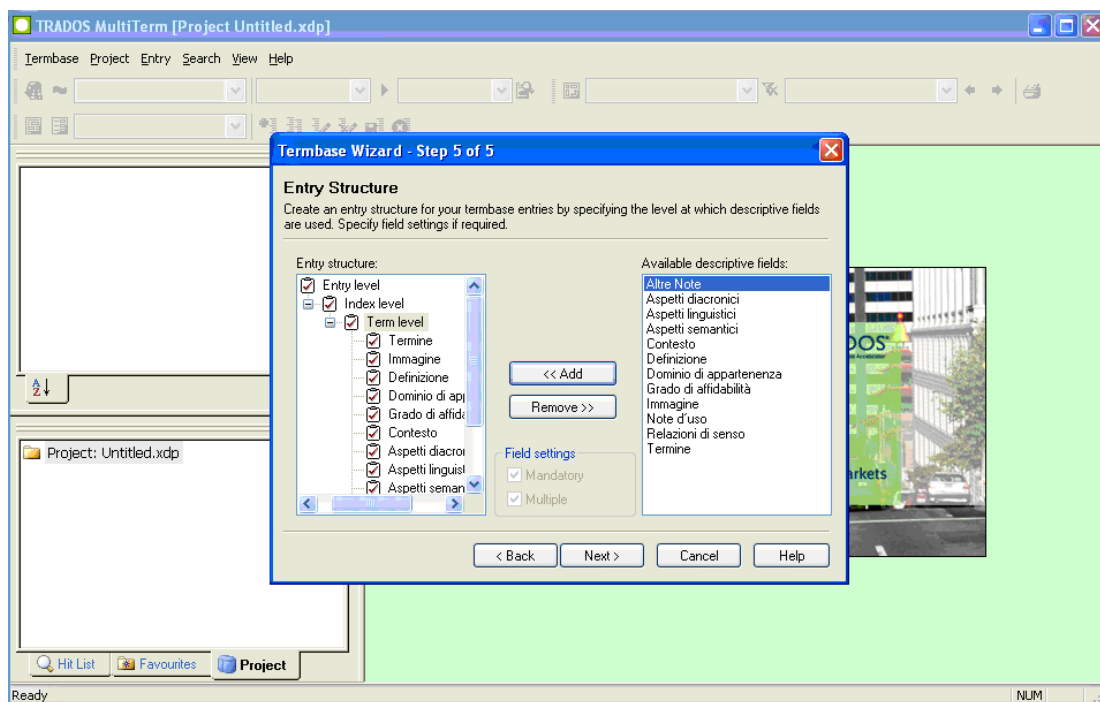 TRADOS MultiTerm [Project Untitled.xdp]
Termbase Project Entry Search View Help
Termbase Wizard - Step 5 of 5
Entry Structure
Create an entry structure for your termbase entries by specifying the level at which descriptive fields
are used. Specify field settings if required.
Entry structure:
Entry level
Index level
Term level
Termine
Immagine
Definizione
Dominio di app
Grado di affida
Contesto
Aspetti diacror
Aspetti linguist
Aspetti seman
<< Add
Remove >>
Field settings
Mandatory
Multiple
Available descriptive fields:
Altre Note
Aspetti diacronici
Aspetti linguistici
Aspetti semantici
Contesto
Definizione
Dominio di appartenenza
Grado di affidabilità
Immagine
Note d'uso
Relazioni di senso
Termine
< Back
Next >
Cancel
Help
DOS
arkets
A
Z
Project: Untitled.xdp
Hit List
Favourites
Project
Ready
NUM